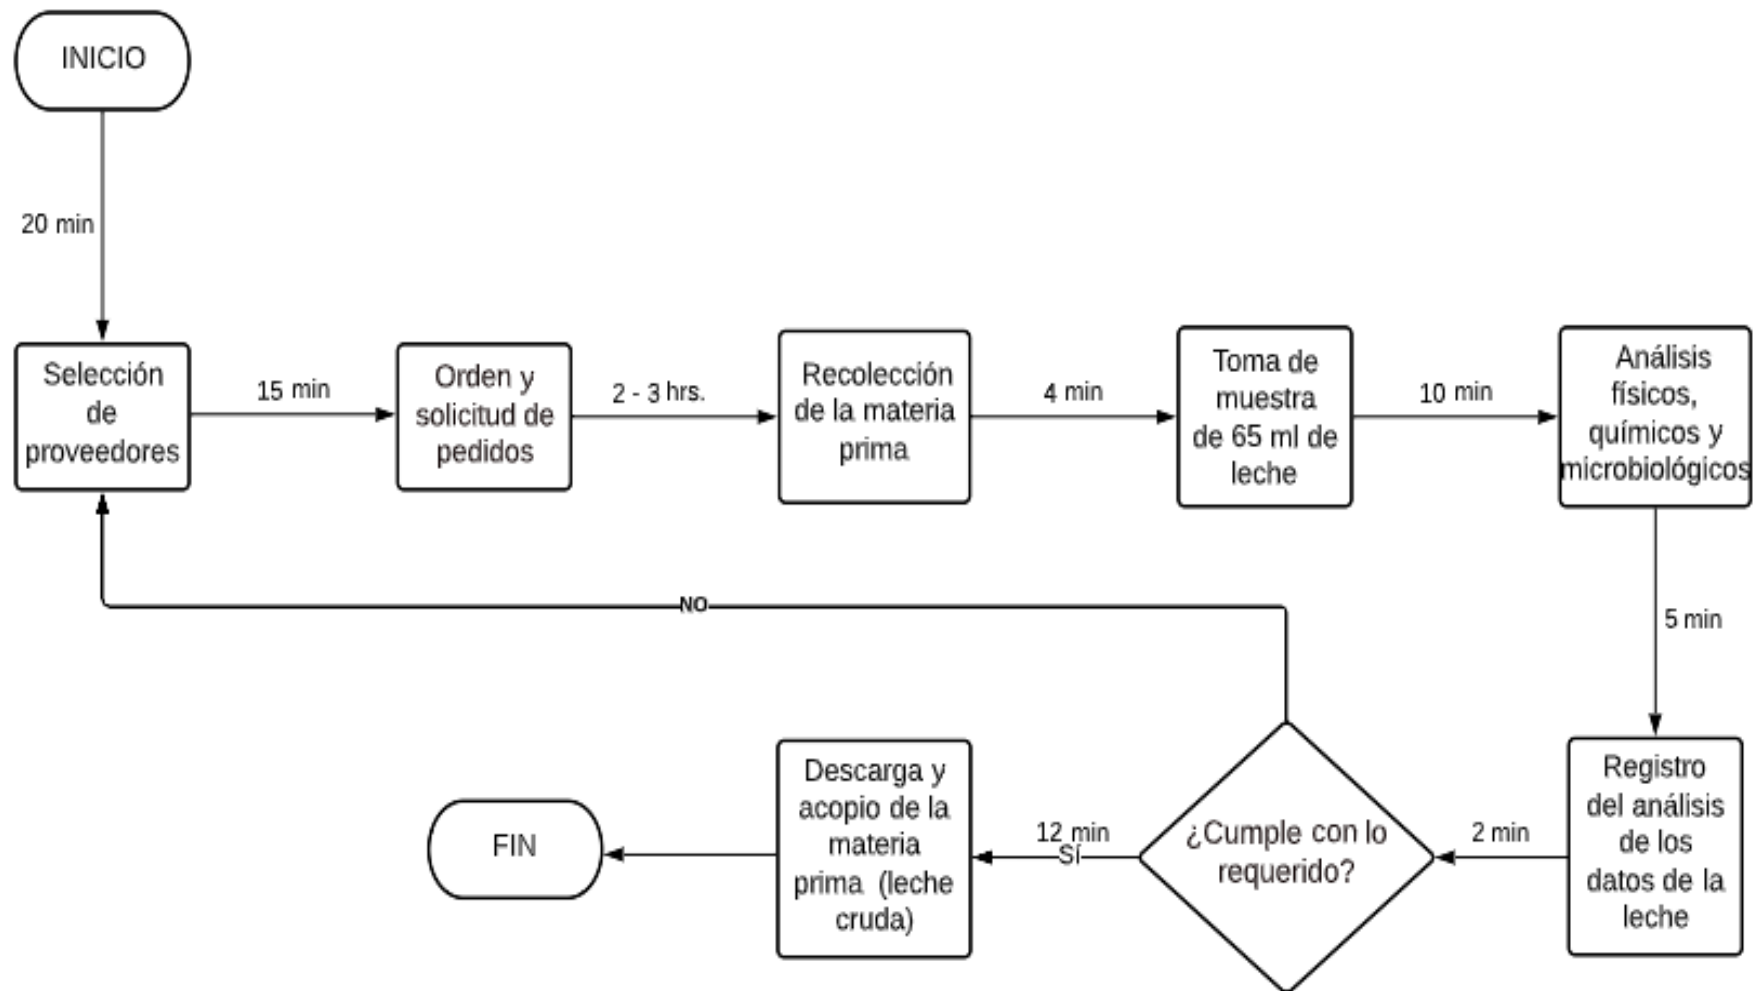 INICIO
20 min
Selección
de
proveedores
15 min
Orden y
solicitud de
pedidos
2 - 3 hrs.
Recolección
de la materia
prima
4 min
Toma de
muestra
de 65 ml de
leche
10 min
Análisis
físicos,
químicos y
microbiológicos
5 min
Registro
del análisis
de los
datos de la
leche
2 min
¿Cumple con lo
requerido?
NO
12 min
SÍ
Descarga y
acopio de la
materia
prima (leche
cruda)
FIN